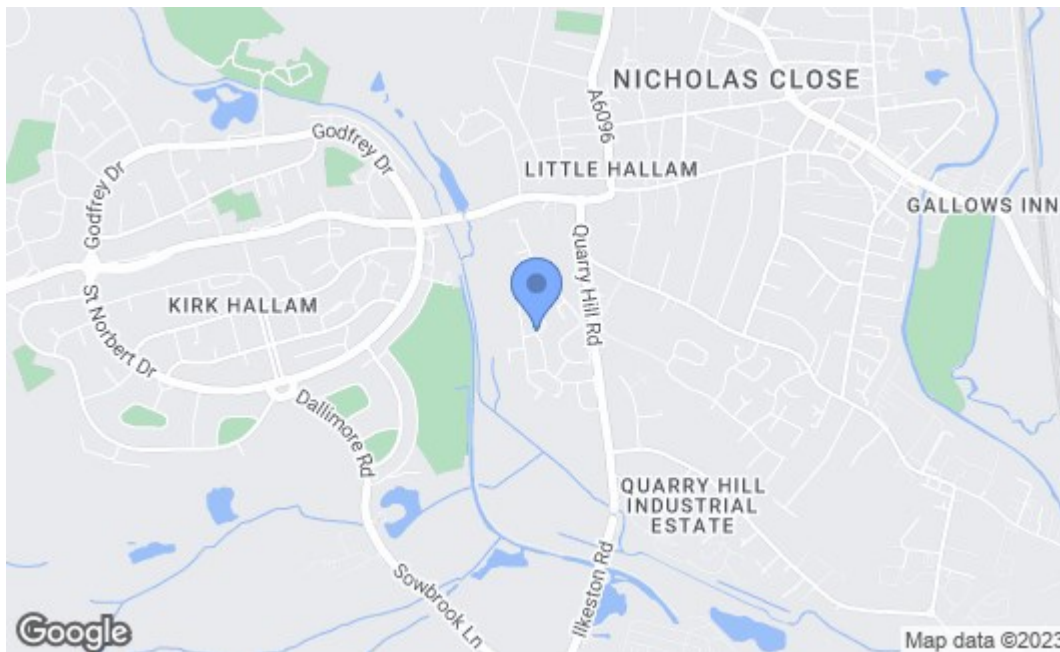 NICHOLAS CLOSE
A6096
Godfrey Dr
LITTLE HALLAM
Godfrey Dr
GALLOWS INN
Quarry Hill Rd
KIRK HALLAM
St. Norbert Dr
Dallimore Rd
QUARRY HILL
INDUSTRIAL
ESTATE
Ilkeston Rd
Sowbrook Ln
Google
Map data ©2023